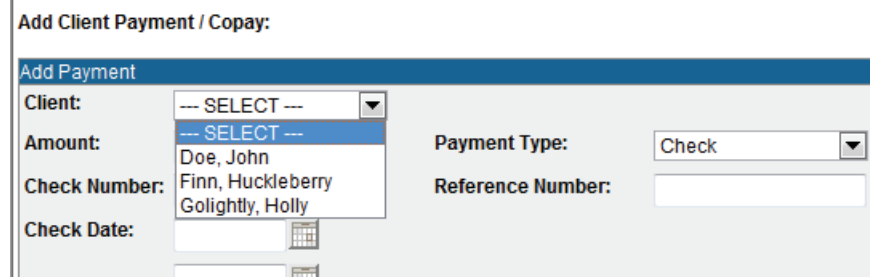 Add Client Payment / Copay:
Add Payment
Client: --- SELECT ---
--- SELECT ---
Amount: Payment Type: Check
Doe, John
Check Number: Finn, Huckleberry Reference Number:
Golightly, Holly
Check Date: